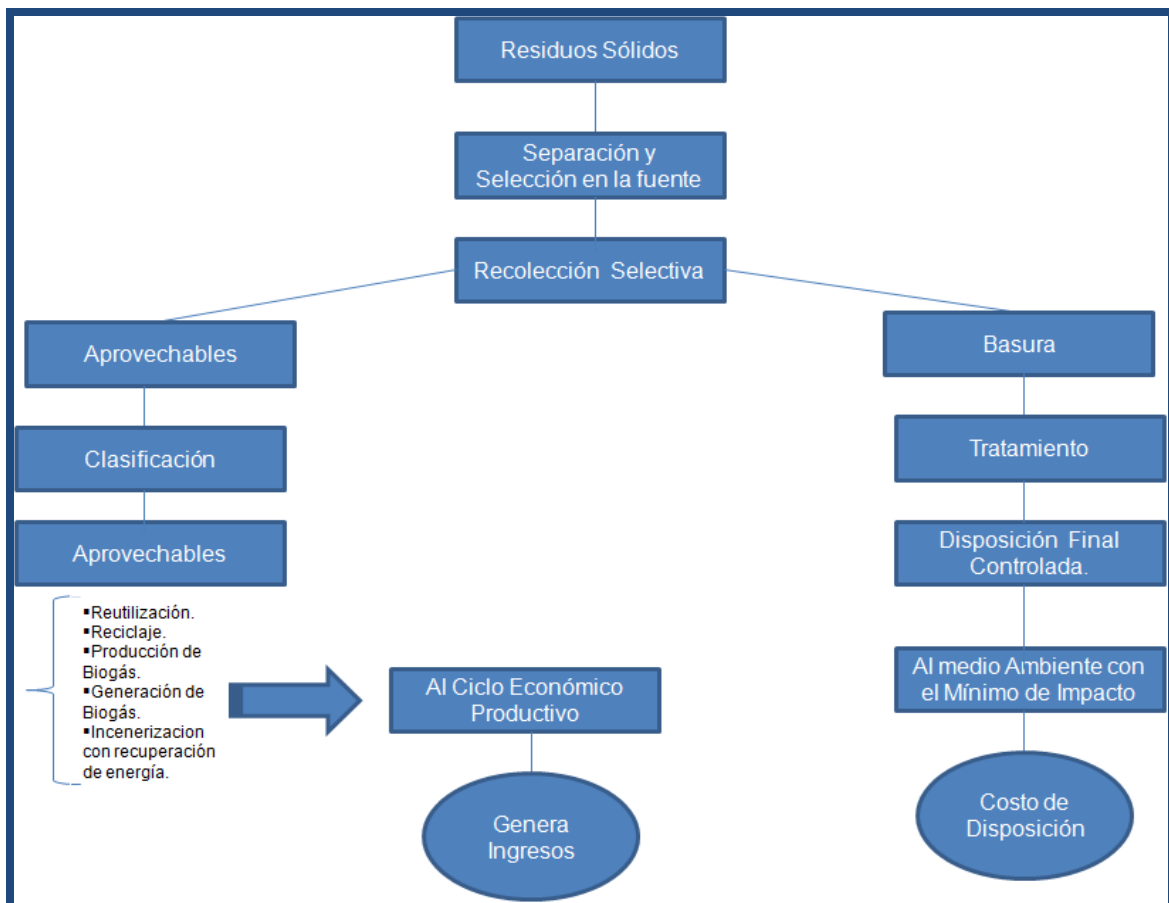 Residuos Sólidos
Separación y
Selección en la fuente
Recolección Selectiva
Aprovechables
Basura
Clasificación
Tratamiento
Aprovechables
Disposición Final
Controlada.
▪Reutilización.
▪Reciclaje.
▪Producción de
Biogás.
▪Generación de
Biogás.
▪Incenerizacion
con recuperación
de energía.
Al Ciclo Económico
Productivo
Al medio Ambiente con
el Mínimo de Impacto
Genera
Ingresos
Costo de
Disposición